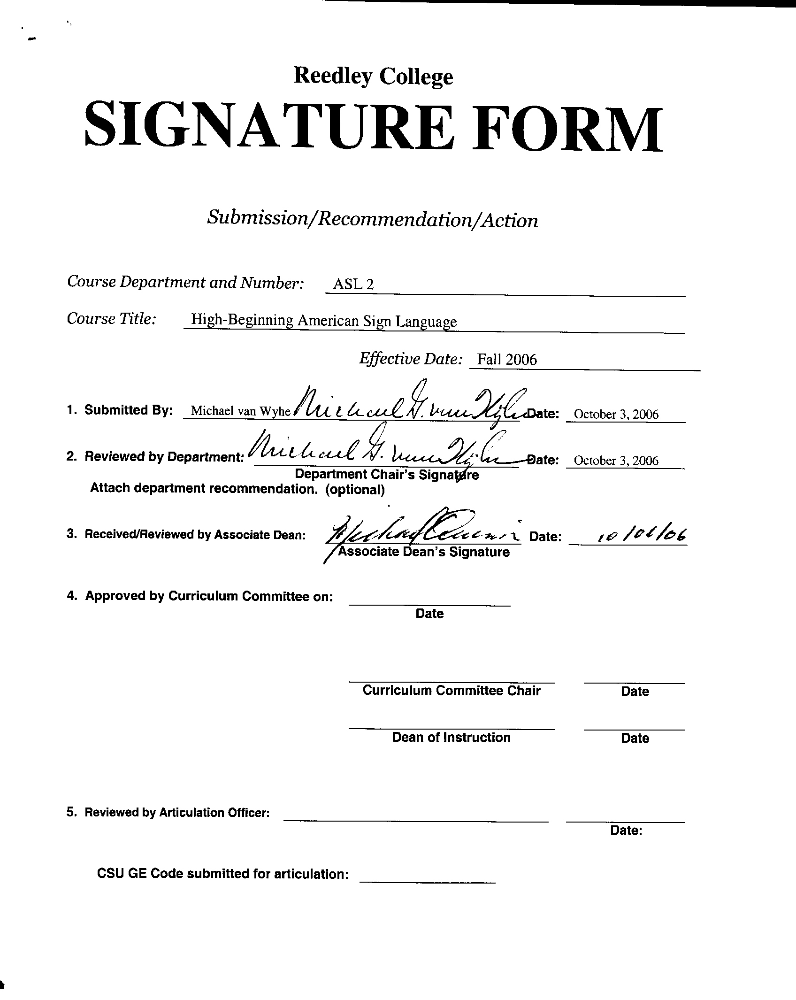 Reedley College
SIGNATURE FORM
Submission/Recommendation/Action
Course Department and Number: ASL 2
Course Title: High-Beginning American Sign Language
Effective Date: Fall 2006
1. Submitted By: Michael van Wyhe Michael G. van Wyhe Date: October 3, 2006
2. Reviewed by Department: Michael G. van Wyhe Date: October 3, 2006
Department Chair's Signature
Attach department recommendation. (optional)
3. Received/Reviewed by Associate Dean: Date:
Associate Dean's Signature
4. Approved by Curriculum Committee on:
Date
Curriculum Committee Chair Date
Dean of Instruction Date
5. Reviewed by Articulation Officer:
Date:
CSU GE Code submitted for articulation: